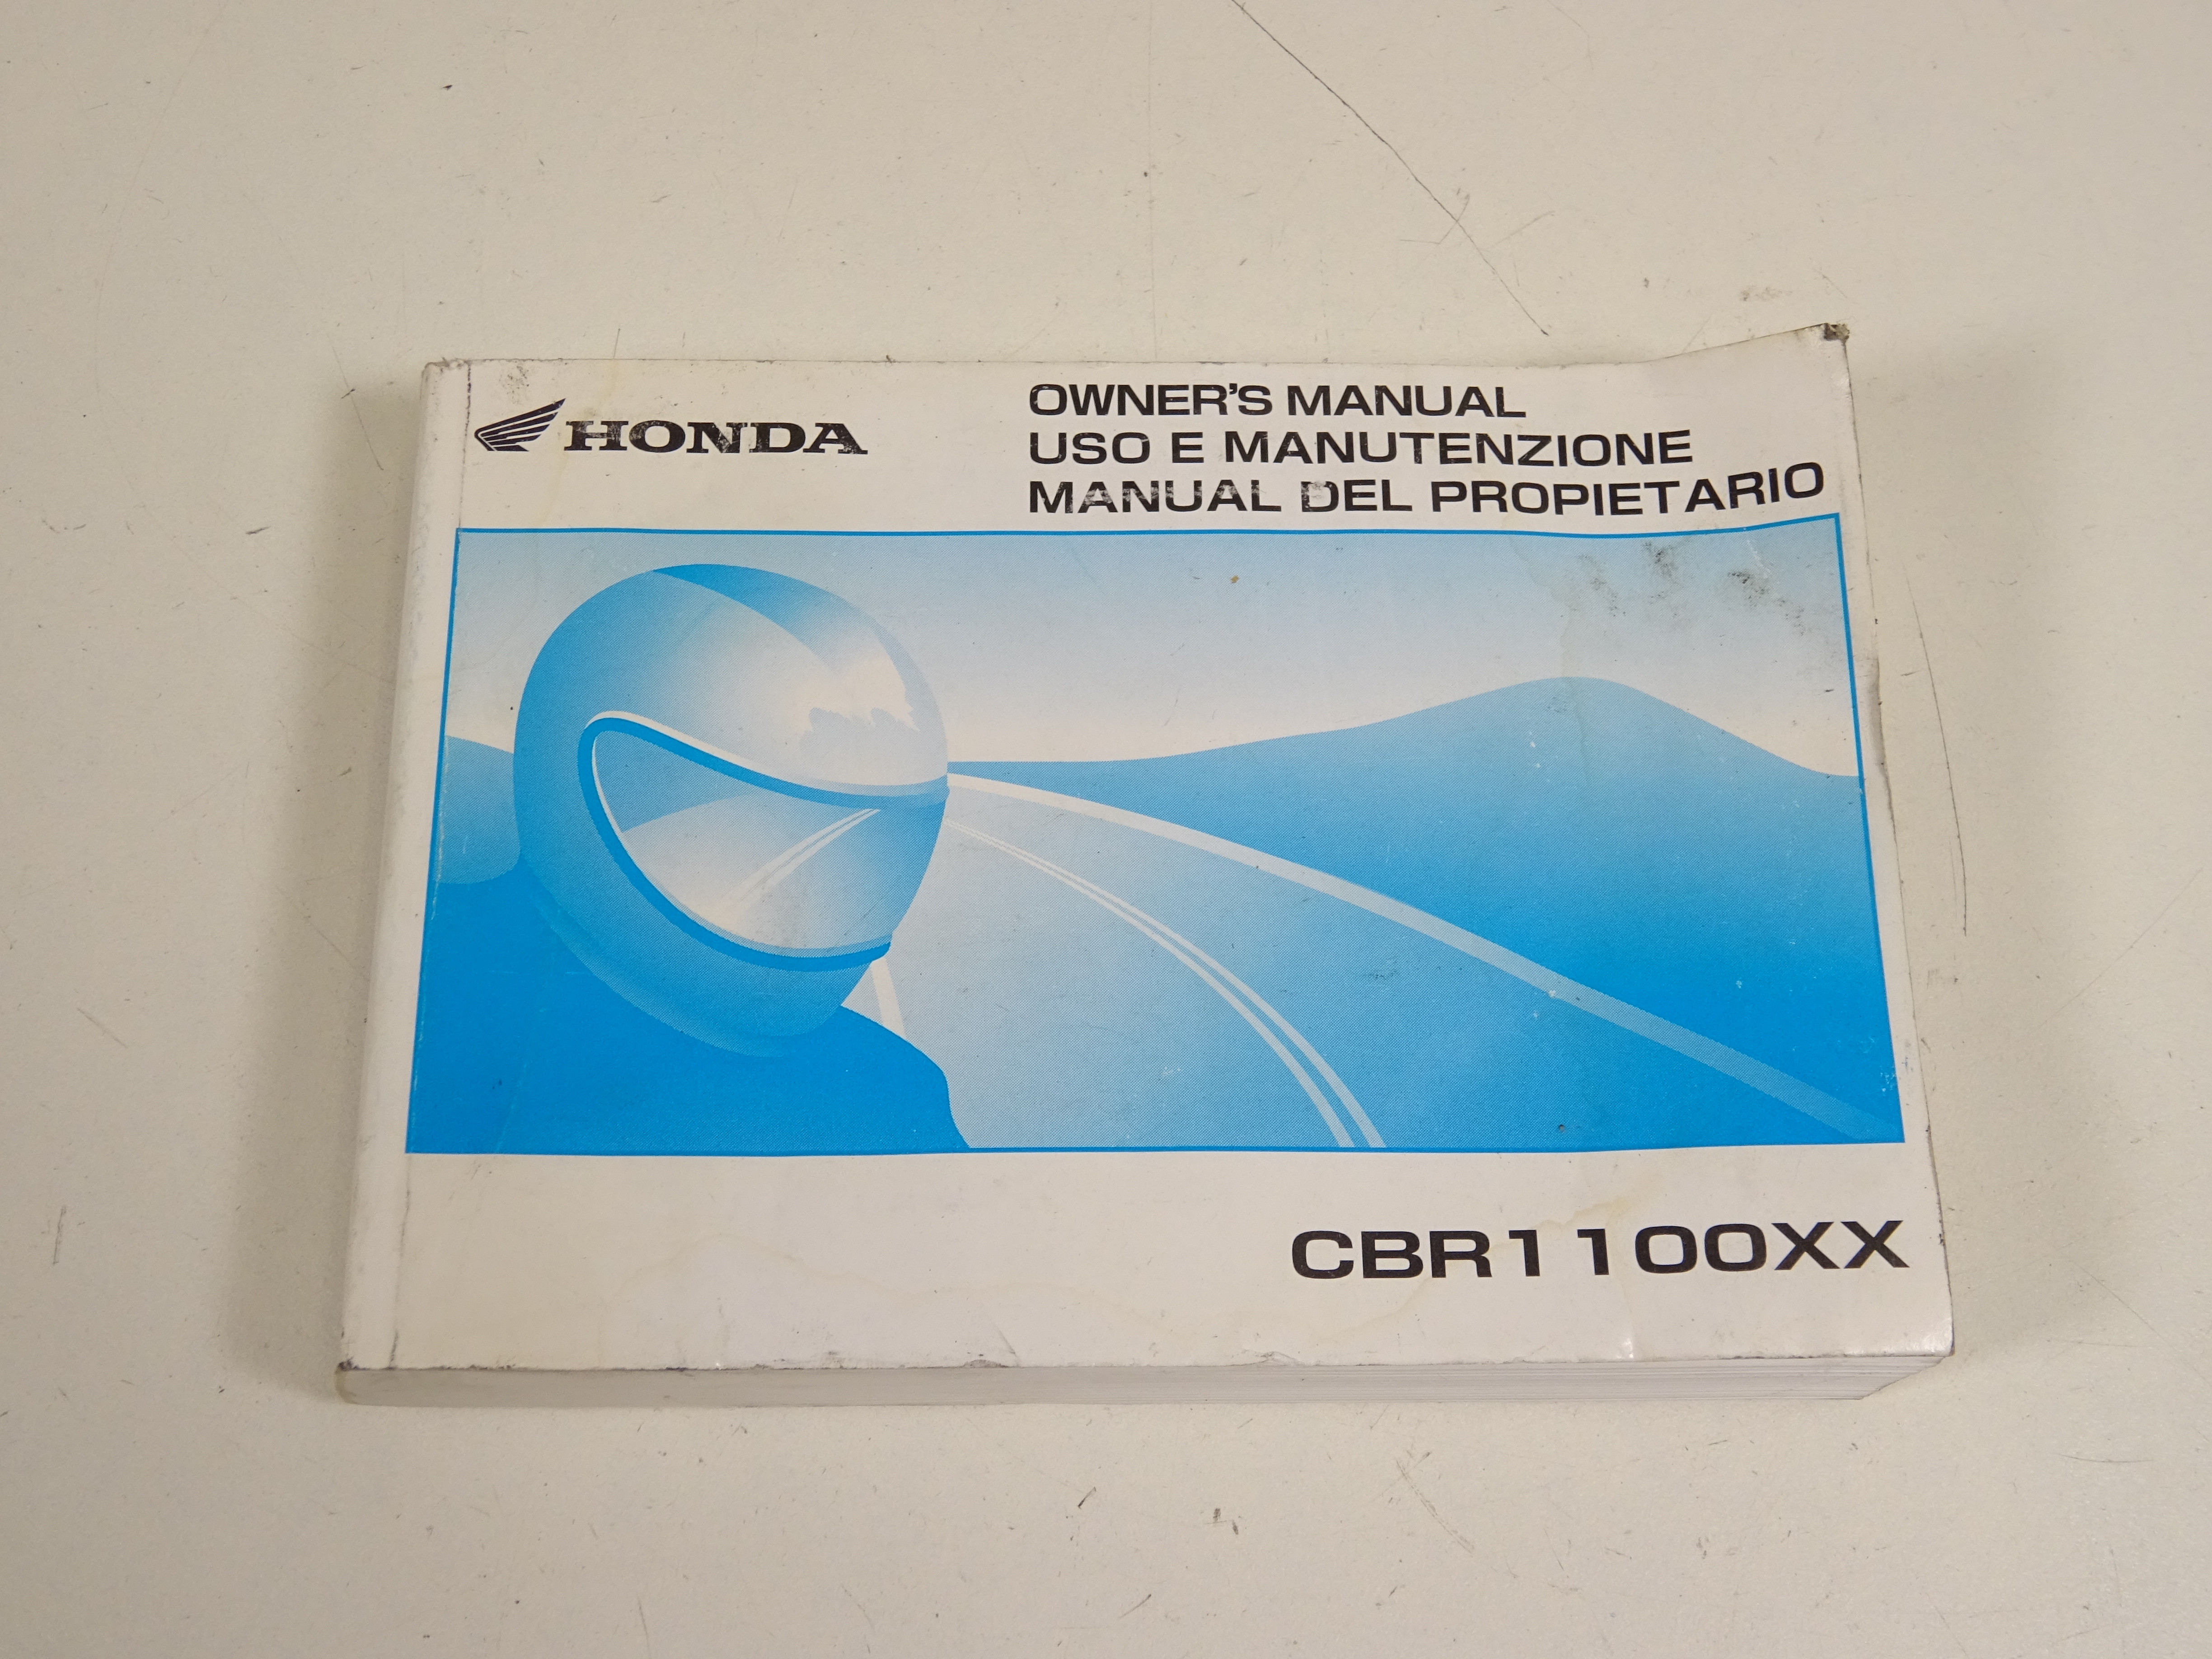 HONDA
OWNER'S MANUAL
USO E MANUTENZIONE
MANUAL DEL PROPIETARIO
CBR1100XX